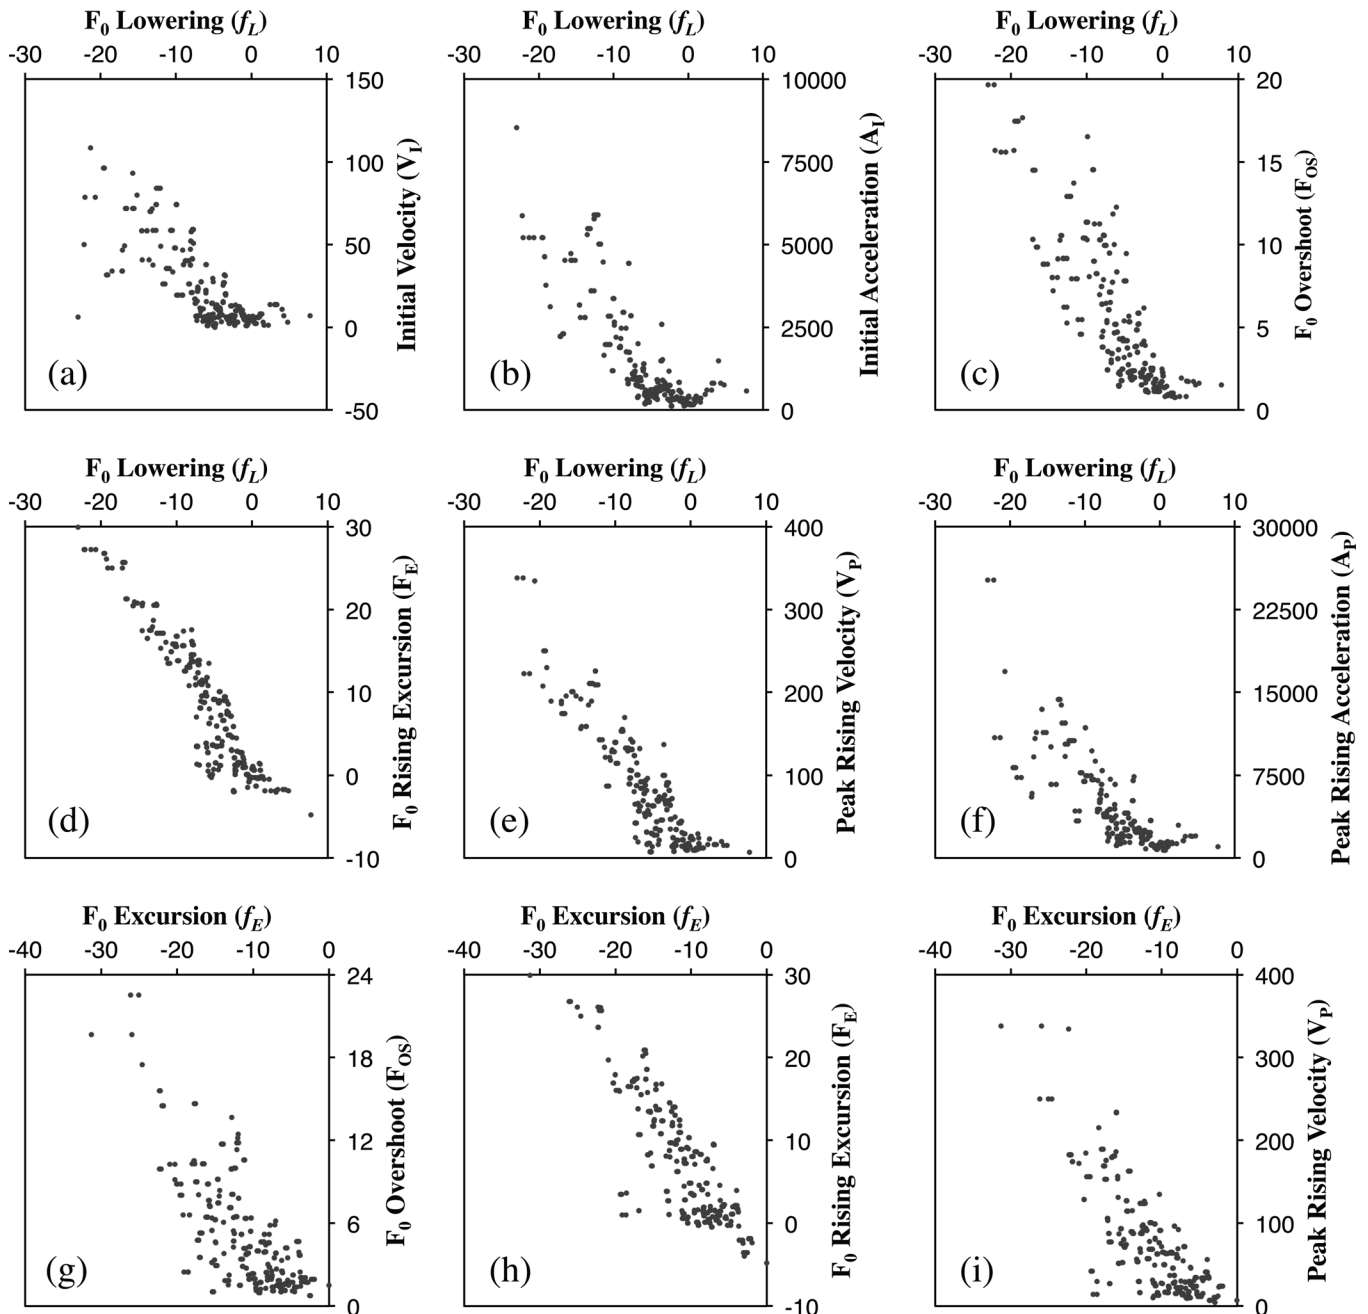 F0 Lowering (fL) F0 Lowering (fL) F0 Lowering (fL)
-30 -20 -10 0 10 -30 -20 -10 0 10 -30 -20 -10 0 10
150 10000 20
100 7500 15
50 5000 10
0 2500 5
-50 0 0
Initial Velocity (VI) Initial Acceleration (AI) F0 Overshoot (FOS)
(a) (b) (c)
F0 Lowering (fL) F0 Lowering (fL) F0 Lowering (fL)
-30 -20 -10 0 10 -30 -20 -10 0 10 -30 -20 -10 0 10
30 400 30000
20 300 22500
10 200 15000
0 100 7500
-10 0 0
F0 Rising Excursion (FE) Peak Rising Velocity (VP) Peak Rising Acceleration (AP)
(d) (e) (f)
F0 Excursion (fE) F0 Excursion (fE) F0 Excursion (fE)
-40 -30 -20 -10 0 -40 -30 -20 -10 0 -40 -30 -20 -10 0
24 30 400
18 20 300
12 10 200
6 0 100
0 -10 0
F0 Overshoot (FOS) F0 Rising Excursion (FE) Peak Rising Velocity (VP)
(g) (h) (i)